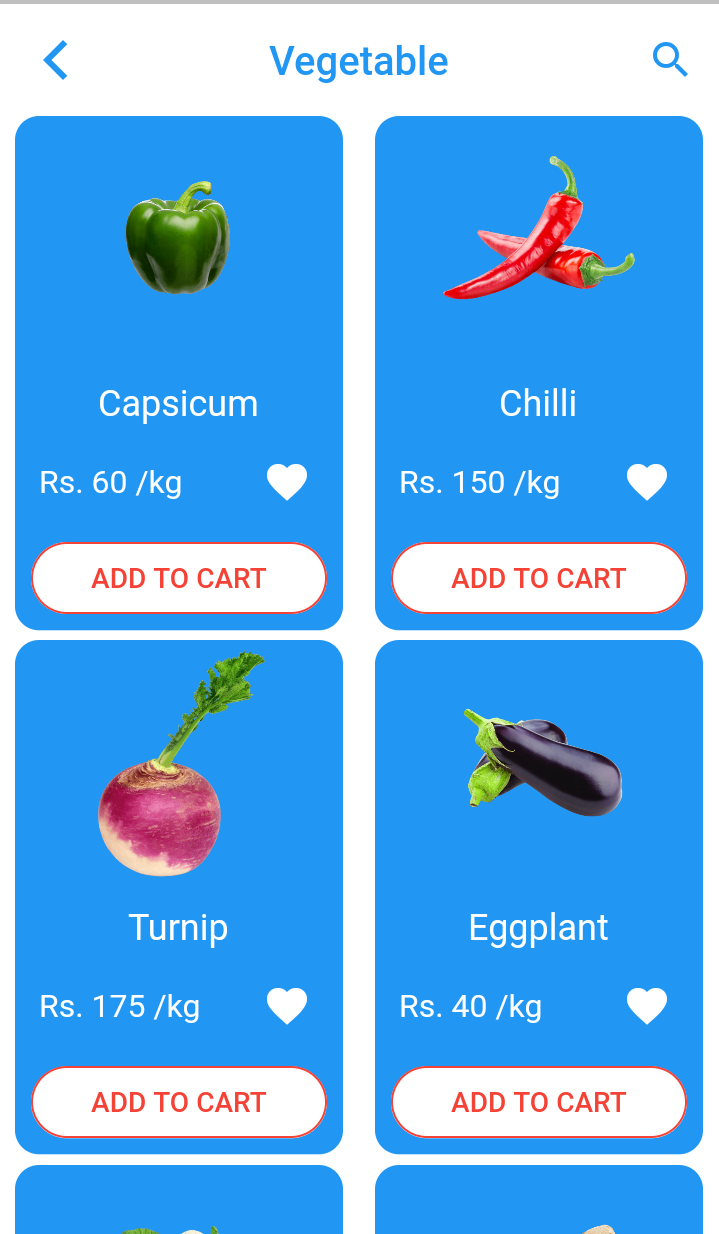 Vegetable
Capsicum
Rs. 60 /kg
ADD TO CART
Chilli
Rs. 150 /kg
ADD TO CART
Turnip
Rs. 175 /kg
ADD TO CART
Eggplant
Rs. 40 /kg
ADD TO CART